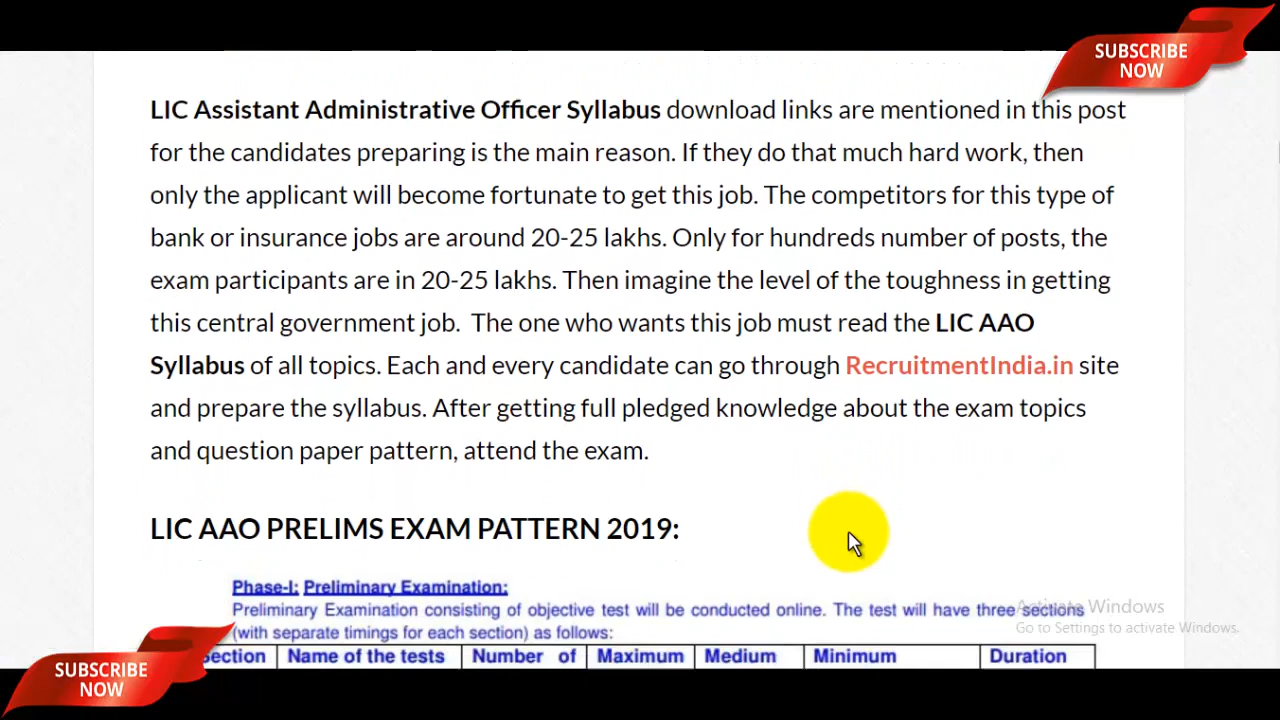 SUBSCRIBE
NOW
LIC Assistant Administrative Officer Syllabus download links are mentioned in this post
for the candidates preparing is the main reason. If they do that much hard work, then
only the applicant will become fortunate to get this job. The competitors for this type of
bank or insurance jobs are around 20-25 lakhs. Only for hundreds number of posts, the
exam participants are in 20-25 lakhs. Then imagine the level of the toughness in getting
this central government job. The one who wants this job must read the LIC AAO
Syllabus of all topics. Each and every candidate can go through RecruitmentIndia.in site
and prepare the syllabus. After getting full pledged knowledge about the exam topics
and question paper pattern, attend the exam.
LIC AAO PRELIMS EXAM PATTERN 2019:
Phase-I: Preliminary Examination:
Preliminary Examination consisting of objective test will be conducted online. The test will have three sections
(with separate timings for each section) as follows:
Section Name of the tests Number of Maximum Medium Minimum Duration
Activate Windows
Go to Settings to activate Windows.
SUBSCRIBE
NOW